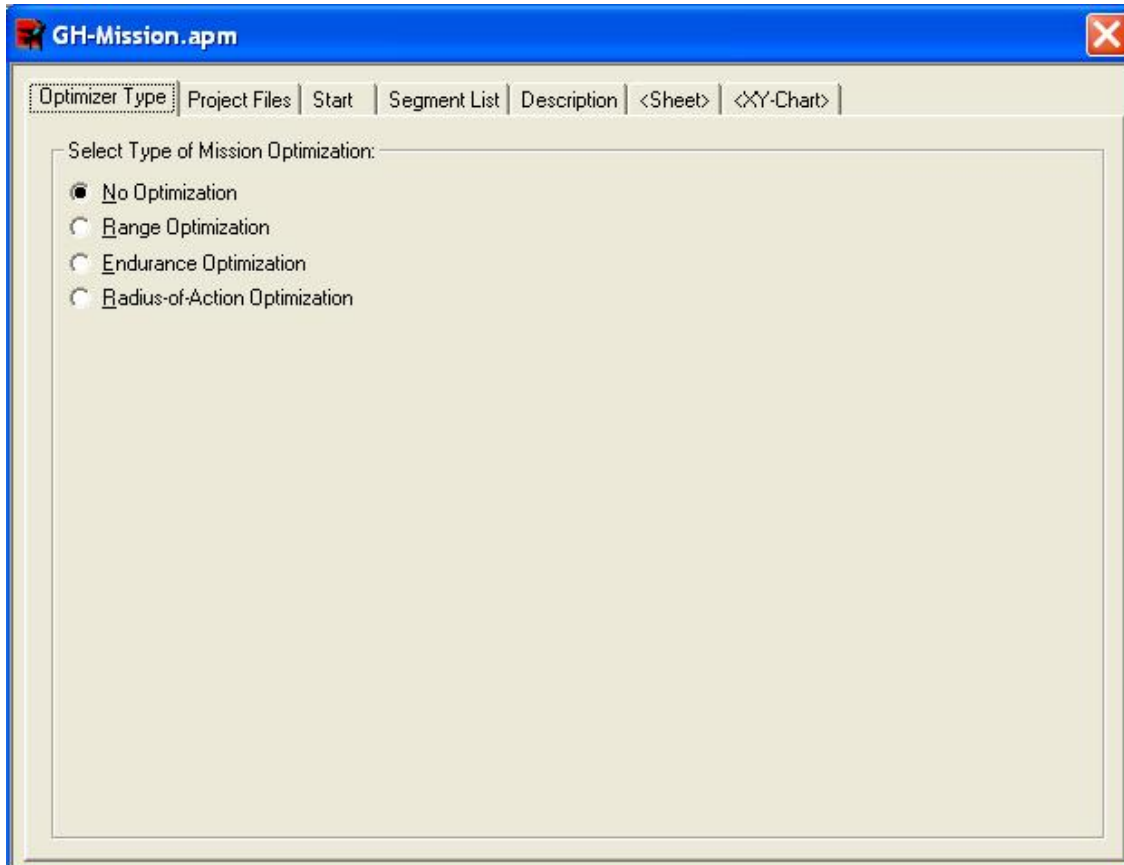 GH-Mission.apm
Optimizer Type Project Files Start Segment List Description <Sheet> <XY-Chart>
Select Type of Mission Optimization:
No Optimization
Range Optimization
Endurance Optimization
Radius-of-Action Optimization